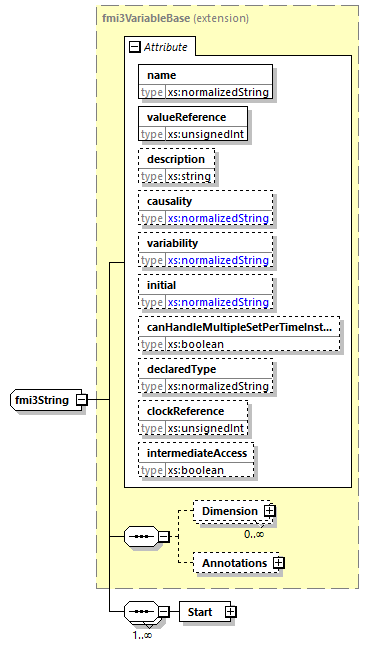 fmi3VariableBase (extension)
Attribute
name
type xs:normalizedString
valueReference
type xs:unsignedInt
description
type xs:string
causality
type xs:normalizedString
variability
type xs:normalizedString
initial
type xs:normalizedString
canHandleMultipleSetPerTimeInst...
type xs:boolean
declaredType
type xs:normalizedString
fmi3String
clockReference
type xs:unsignedInt
intermediateAccess
type xs:boolean
Dimension
0..∞
Annotations
Start
1..∞